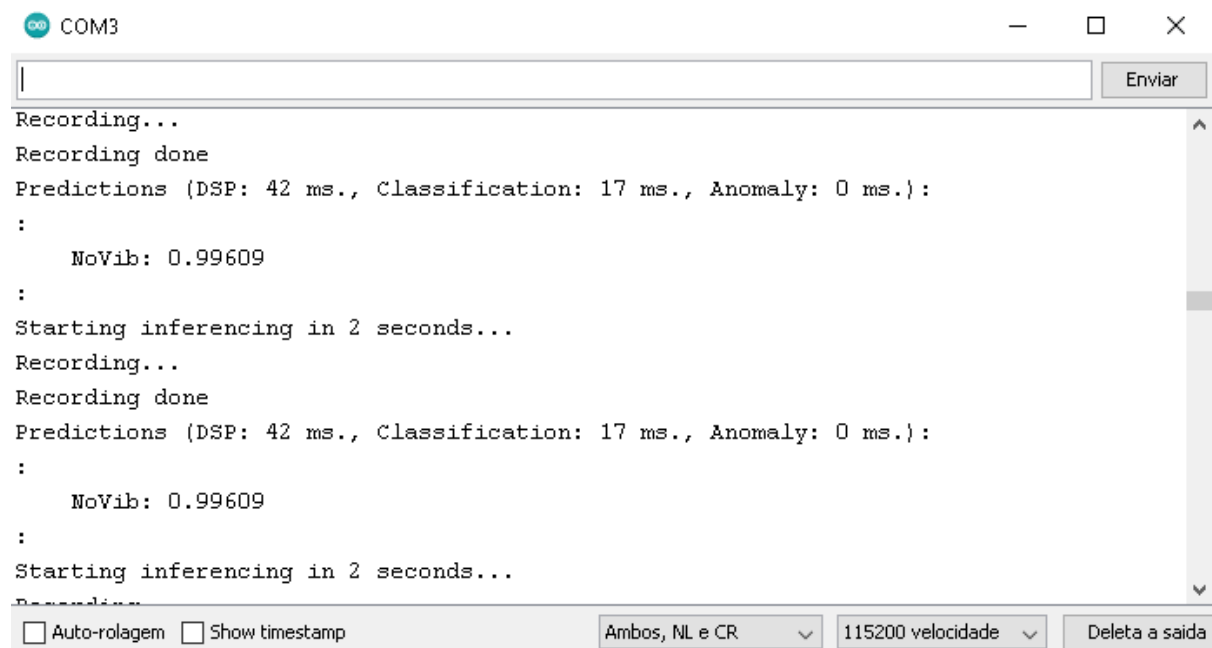 COM3
Enviar
Recording...
Recording done
Predictions (DSP: 42 ms., Classification: 17 ms., Anomaly: 0 ms.):
:
NoVib: 0.99609
:
Starting inferencing in 2 seconds...
Recording...
Recording done
Predictions (DSP: 42 ms., Classification: 17 ms., Anomaly: 0 ms.):
:
NoVib: 0.99609
:
Starting inferencing in 2 seconds...
Auto-rolagem Show timestamp Ambos, NL e CR 115200 velocidade Deleta a saida